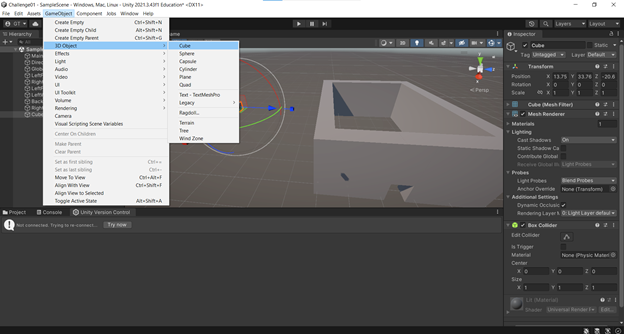 Challenge01 - SampleScene - Windows, Mac, Linux - Unity 2021.3.43f1 Education* <DX11>
File Edit Assets GameObject Component Jobs Window Help
GT
Layers
Layout
Hierarchy
Create Empty Ctrl+Shift+N
Create Empty Child Alt+Shift+N
Create Empty Parent Ctrl+Shift+G
3D Object
Effects
Light
Audio
Video
UI
UI Toolkit
Volume
Rendering
Camera
Visual Scripting Scene Variables
Center On Children
Make Parent
Clear Parent
Set as first sibling Ctrl+=
Set as last sibling Ctrl+-
Move To View Ctrl+Alt+F
Align With View Ctrl+Shift+F
Align View to Selected
Toggle Active State Alt+Shift+A
Cube
Sphere
Capsule
Cylinder
Plane
Quad
Text - TextMeshPro
Legacy
Ragdoll...
Terrain
Tree
Wind Zone
2D
< Persp
Project Console Unity Version Control
Not connected. Trying to re-connect... Try now
Inspector
Cube Static
Tag Untagged Layer Default
Transform
Position X 13.75 Y 33.76 Z -20.6
Rotation X 0 Y 0 Z 0
Scale X 1 Y 1 Z 1
Cube (Mesh Filter)
Mesh Renderer
Materials 1
Lighting
Cast Shadows On
Static Shadow Ca
Contribute Global
Receive Global Ill Light Probes
Probes
Light Probes Blend Probes
Anchor Override None (Transform)
Additional Settings
Dynamic Occlusio
Rendering Layer M 0: Light Layer defaul
Box Collider
Edit Collider
Is Trigger
Material None (Physic Materi
Center
X 0 Y 0 Z 0
Size
X 1 Y 1 Z 1
Lit (Material)
Shader Universal Render Edit...